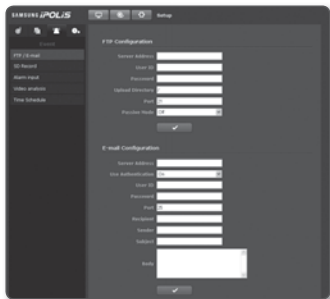 SAMSUNG iPOLiS
Setup
Event
FTP / E-mail
SD Record
Alarm input
Video analysis
Time Schedule
FTP Configuration
Server Address
User ID
Password
Upload Directory /
Port 21
Passive Mode Off
E-mail Configuration
Server Address
Use Authentication On
User ID
Password
Port 25
Recipient
Sender
Subject
Body